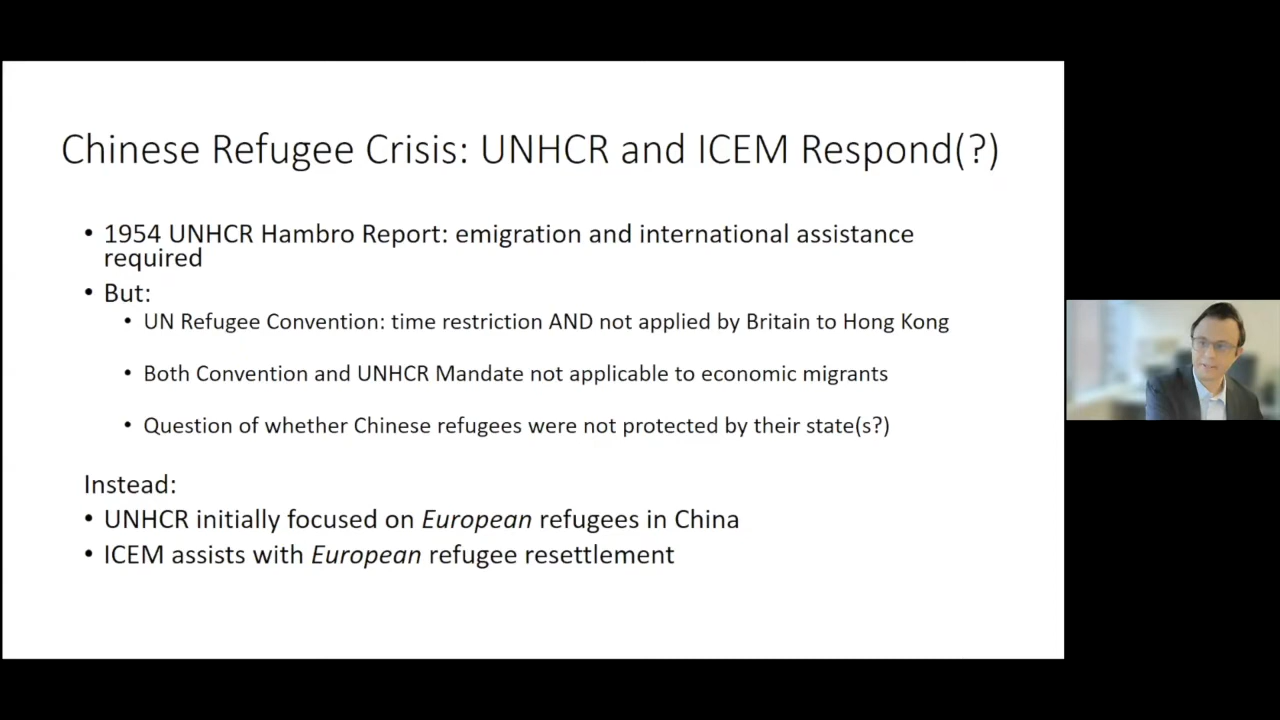 Chinese Refugee Crisis: UNHCR and ICEM Respond(?)
• 1954 UNHCR Hambro Report: emigration and international assistance
required
• But:
• UN Refugee Convention: time restriction AND not applied by Britain to Hong Kong
• Both Convention and UNHCR Mandate not applicable to economic migrants
• Question of whether Chinese refugees were not protected by their state(s?)
Instead:
• UNHCR initially focused on European refugees in China
• ICEM assists with European refugee resettlement